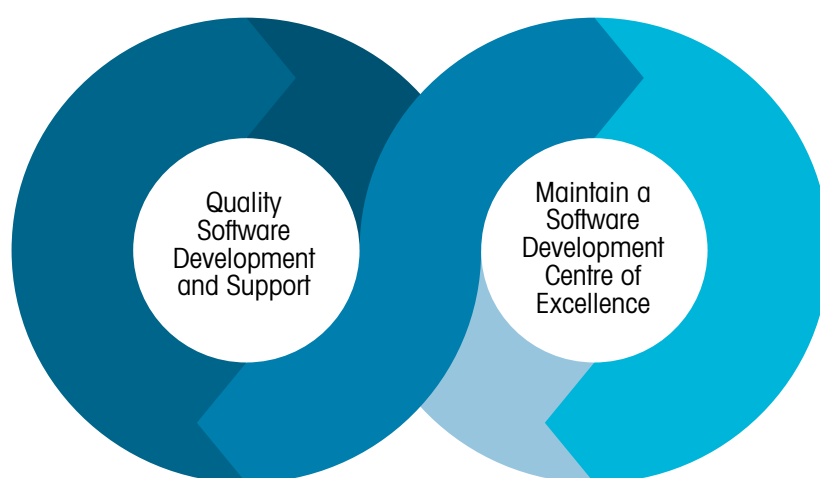 Quality
Software
Development
and Support
Maintain a
Software
Development
Centre of
Excellence